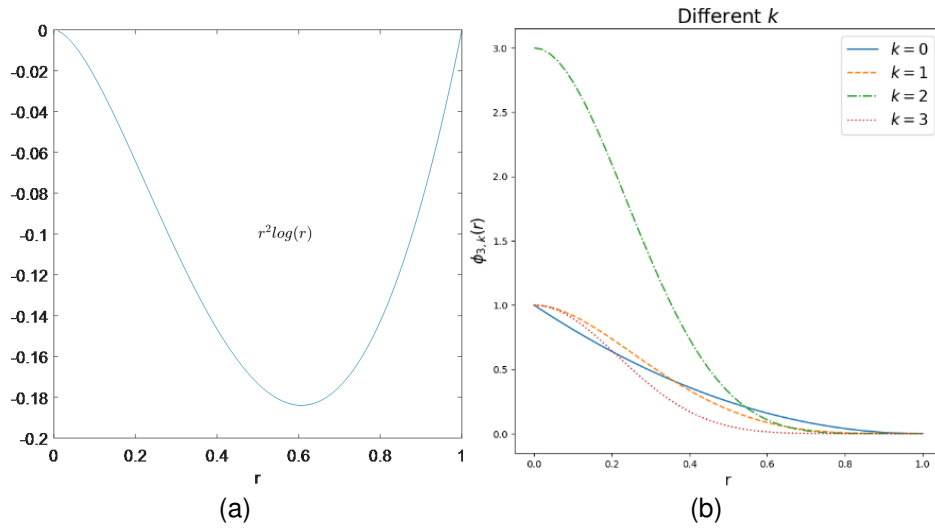 0
-0.02
-0.04
-0.06
-0.08
-0.1
-0.12
-0.14
-0.16
-0.18
-0.2
r²log(r)
0 0.2 0.4 0.6 0.8 1
r
(a)
Different k
3.0
2.5
2.0
1.5
1.0
0.5
0.0
ϕ₃,ₖ(r)
k = 0
k = 1
k = 2
k = 3
0.0 0.2 0.4 0.6 0.8 1.0
r
(b)